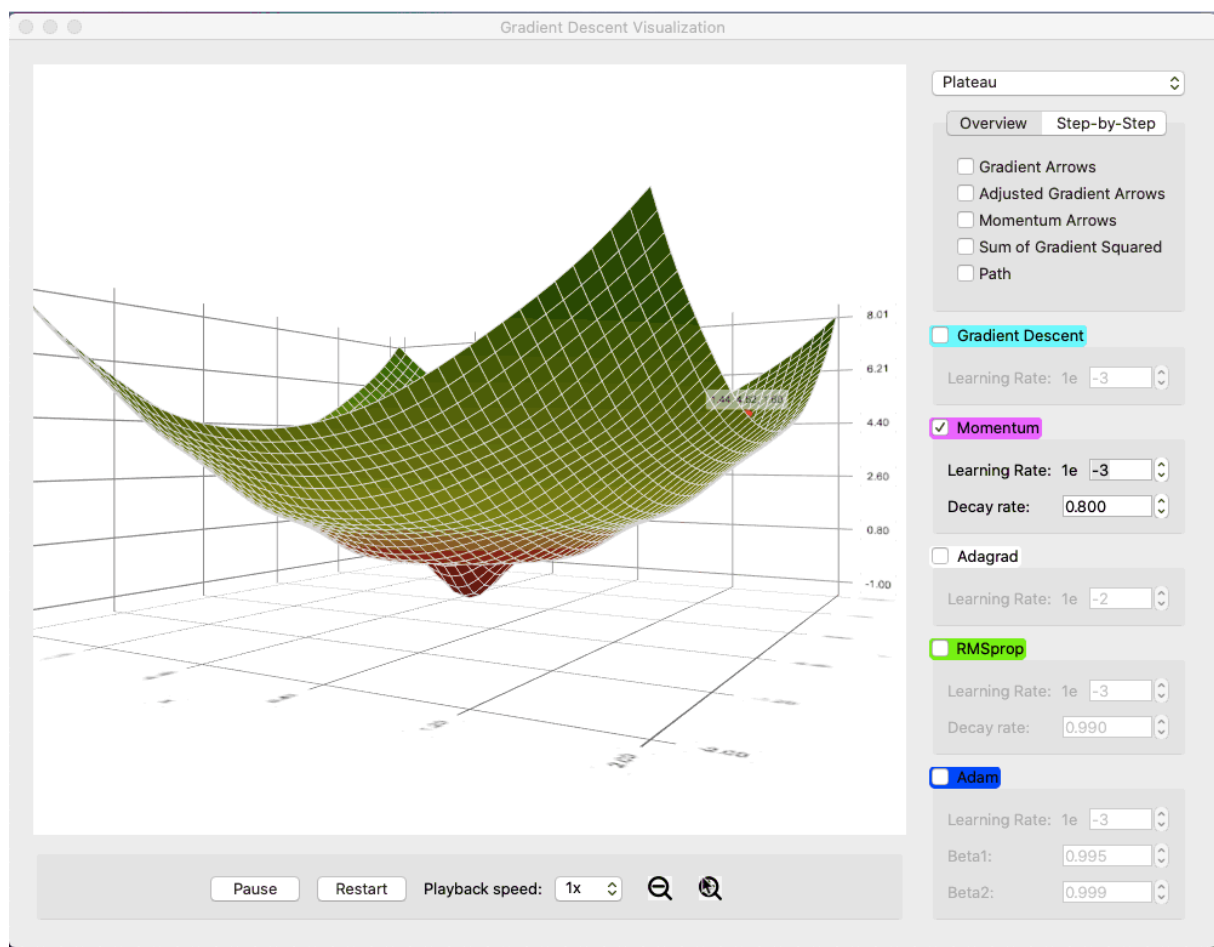 Gradient Descent Visualization
Plateau
Overview Step-by-Step
Gradient Arrows
Adjusted Gradient Arrows
Momentum Arrows
Sum of Gradient Squared
Path
Gradient Descent
Learning Rate: 1e -3
Momentum
Learning Rate: 1e -3
Decay rate: 0.800
Adagrad
Learning Rate: 1e -2
RMSprop
Learning Rate: 1e -3
Decay rate: 0.990
Adam
Learning Rate: 1e -3
Beta1: 0.995
Beta2: 0.999
8.01
6.21
4.40
2.60
0.80
-1.00
Pause Restart Playback speed: 1x